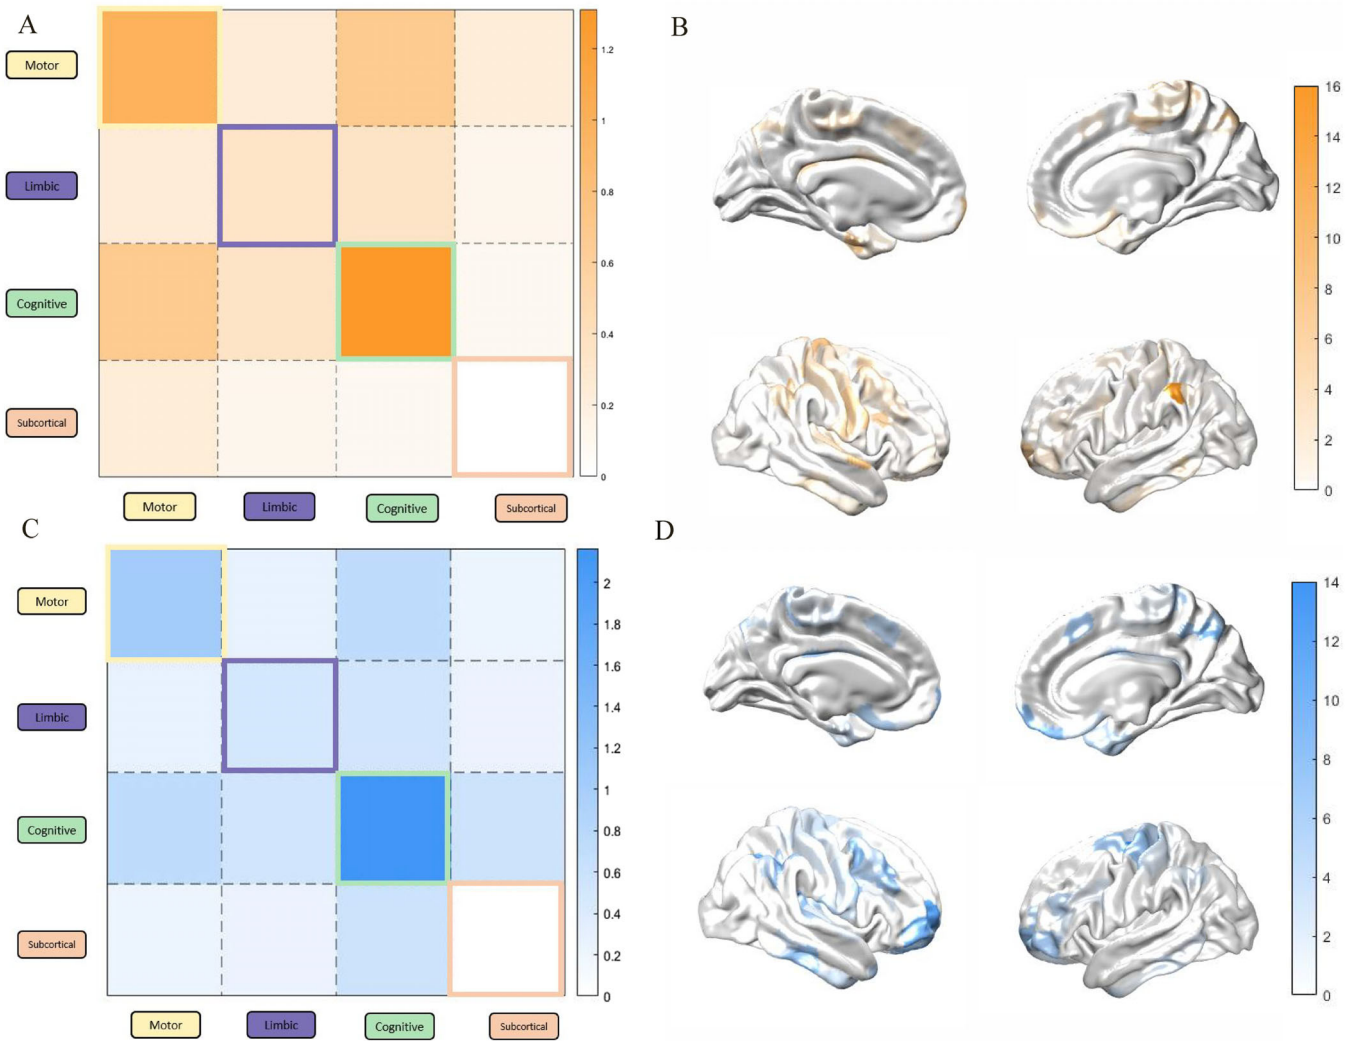 A
Motor
Limbic
Cognitive
Subcortical
Motor
Limbic
Cognitive
Subcortical
1.2
1
0.8
0.6
0.4
0.2
0
B
16
14
12
10
8
6
4
2
0
C
Motor
Limbic
Cognitive
Subcortical
Motor
Limbic
Cognitive
Subcortical
2
1.8
1.6
1.4
1.2
1
0.8
0.6
0.4
0.2
0
D
14
12
10
8
6
4
2
0